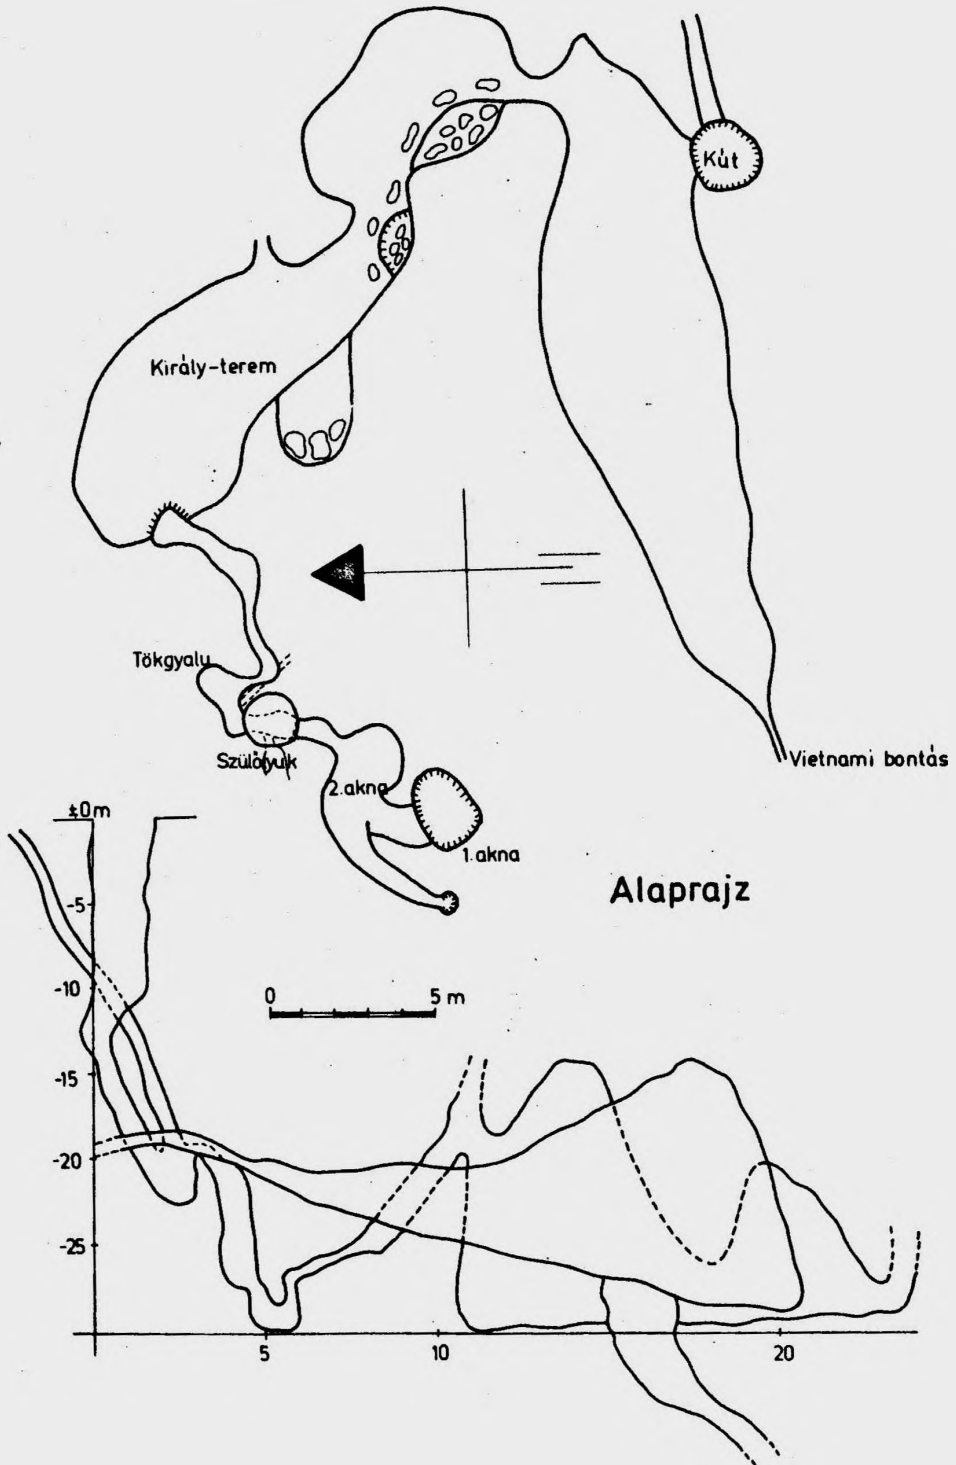 Kút
Király-terem
Tökgyalu
Szülőlyuk
Vietnami bontás
2. akna
1. akna
±0m
Alaprajz
-5
-10
0 5 m
-15
-20
-25
5 10 20